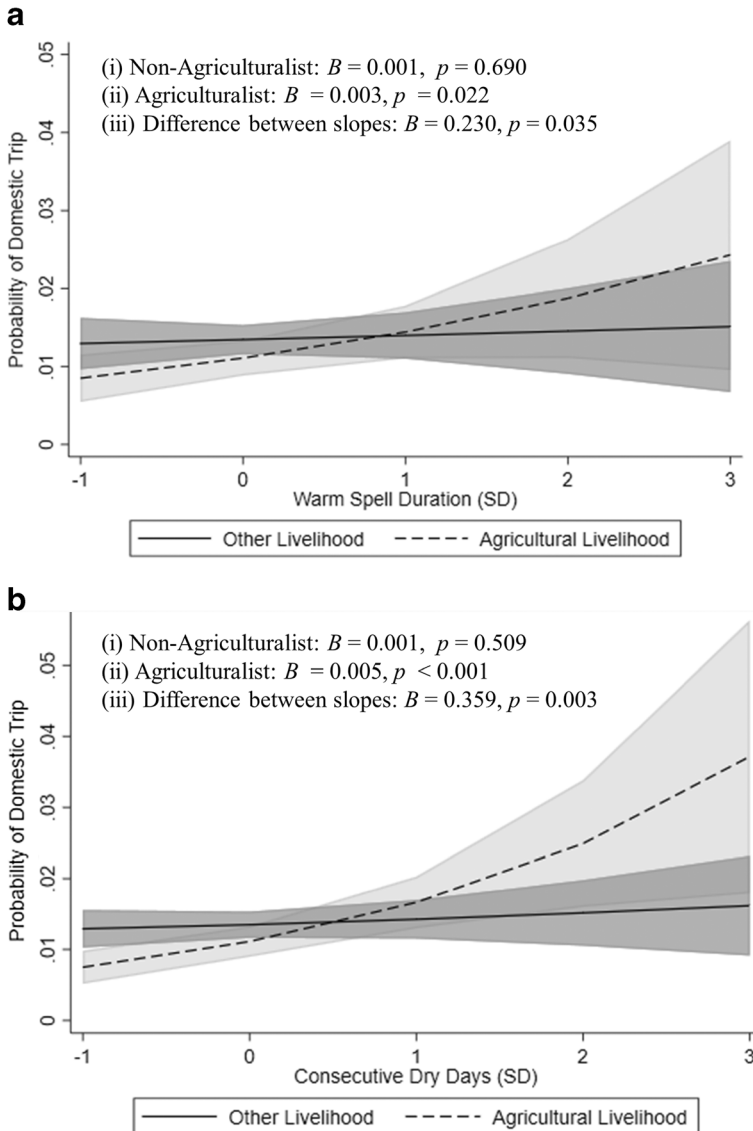 a
(i) Non-Agriculturalist: B = 0.001, p = 0.690
(ii) Agriculturalist: B = 0.003, p = 0.022
(iii) Difference between slopes: B = 0.230, p = 0.035
Probability of Domestic Trip
.05
.04
.03
.02
.01
0
-1 0 1 2 3
Warm Spell Duration (SD)
Other Livelihood Agricultural Livelihood
b
(i) Non-Agriculturalist: B = 0.001, p = 0.509
(ii) Agriculturalist: B = 0.005, p < 0.001
(iii) Difference between slopes: B = 0.359, p = 0.003
Probability of Domestic Trip
.05
.04
.03
.02
.01
0
-1 0 1 2 3
Consecutive Dry Days (SD)
Other Livelihood Agricultural Livelihood